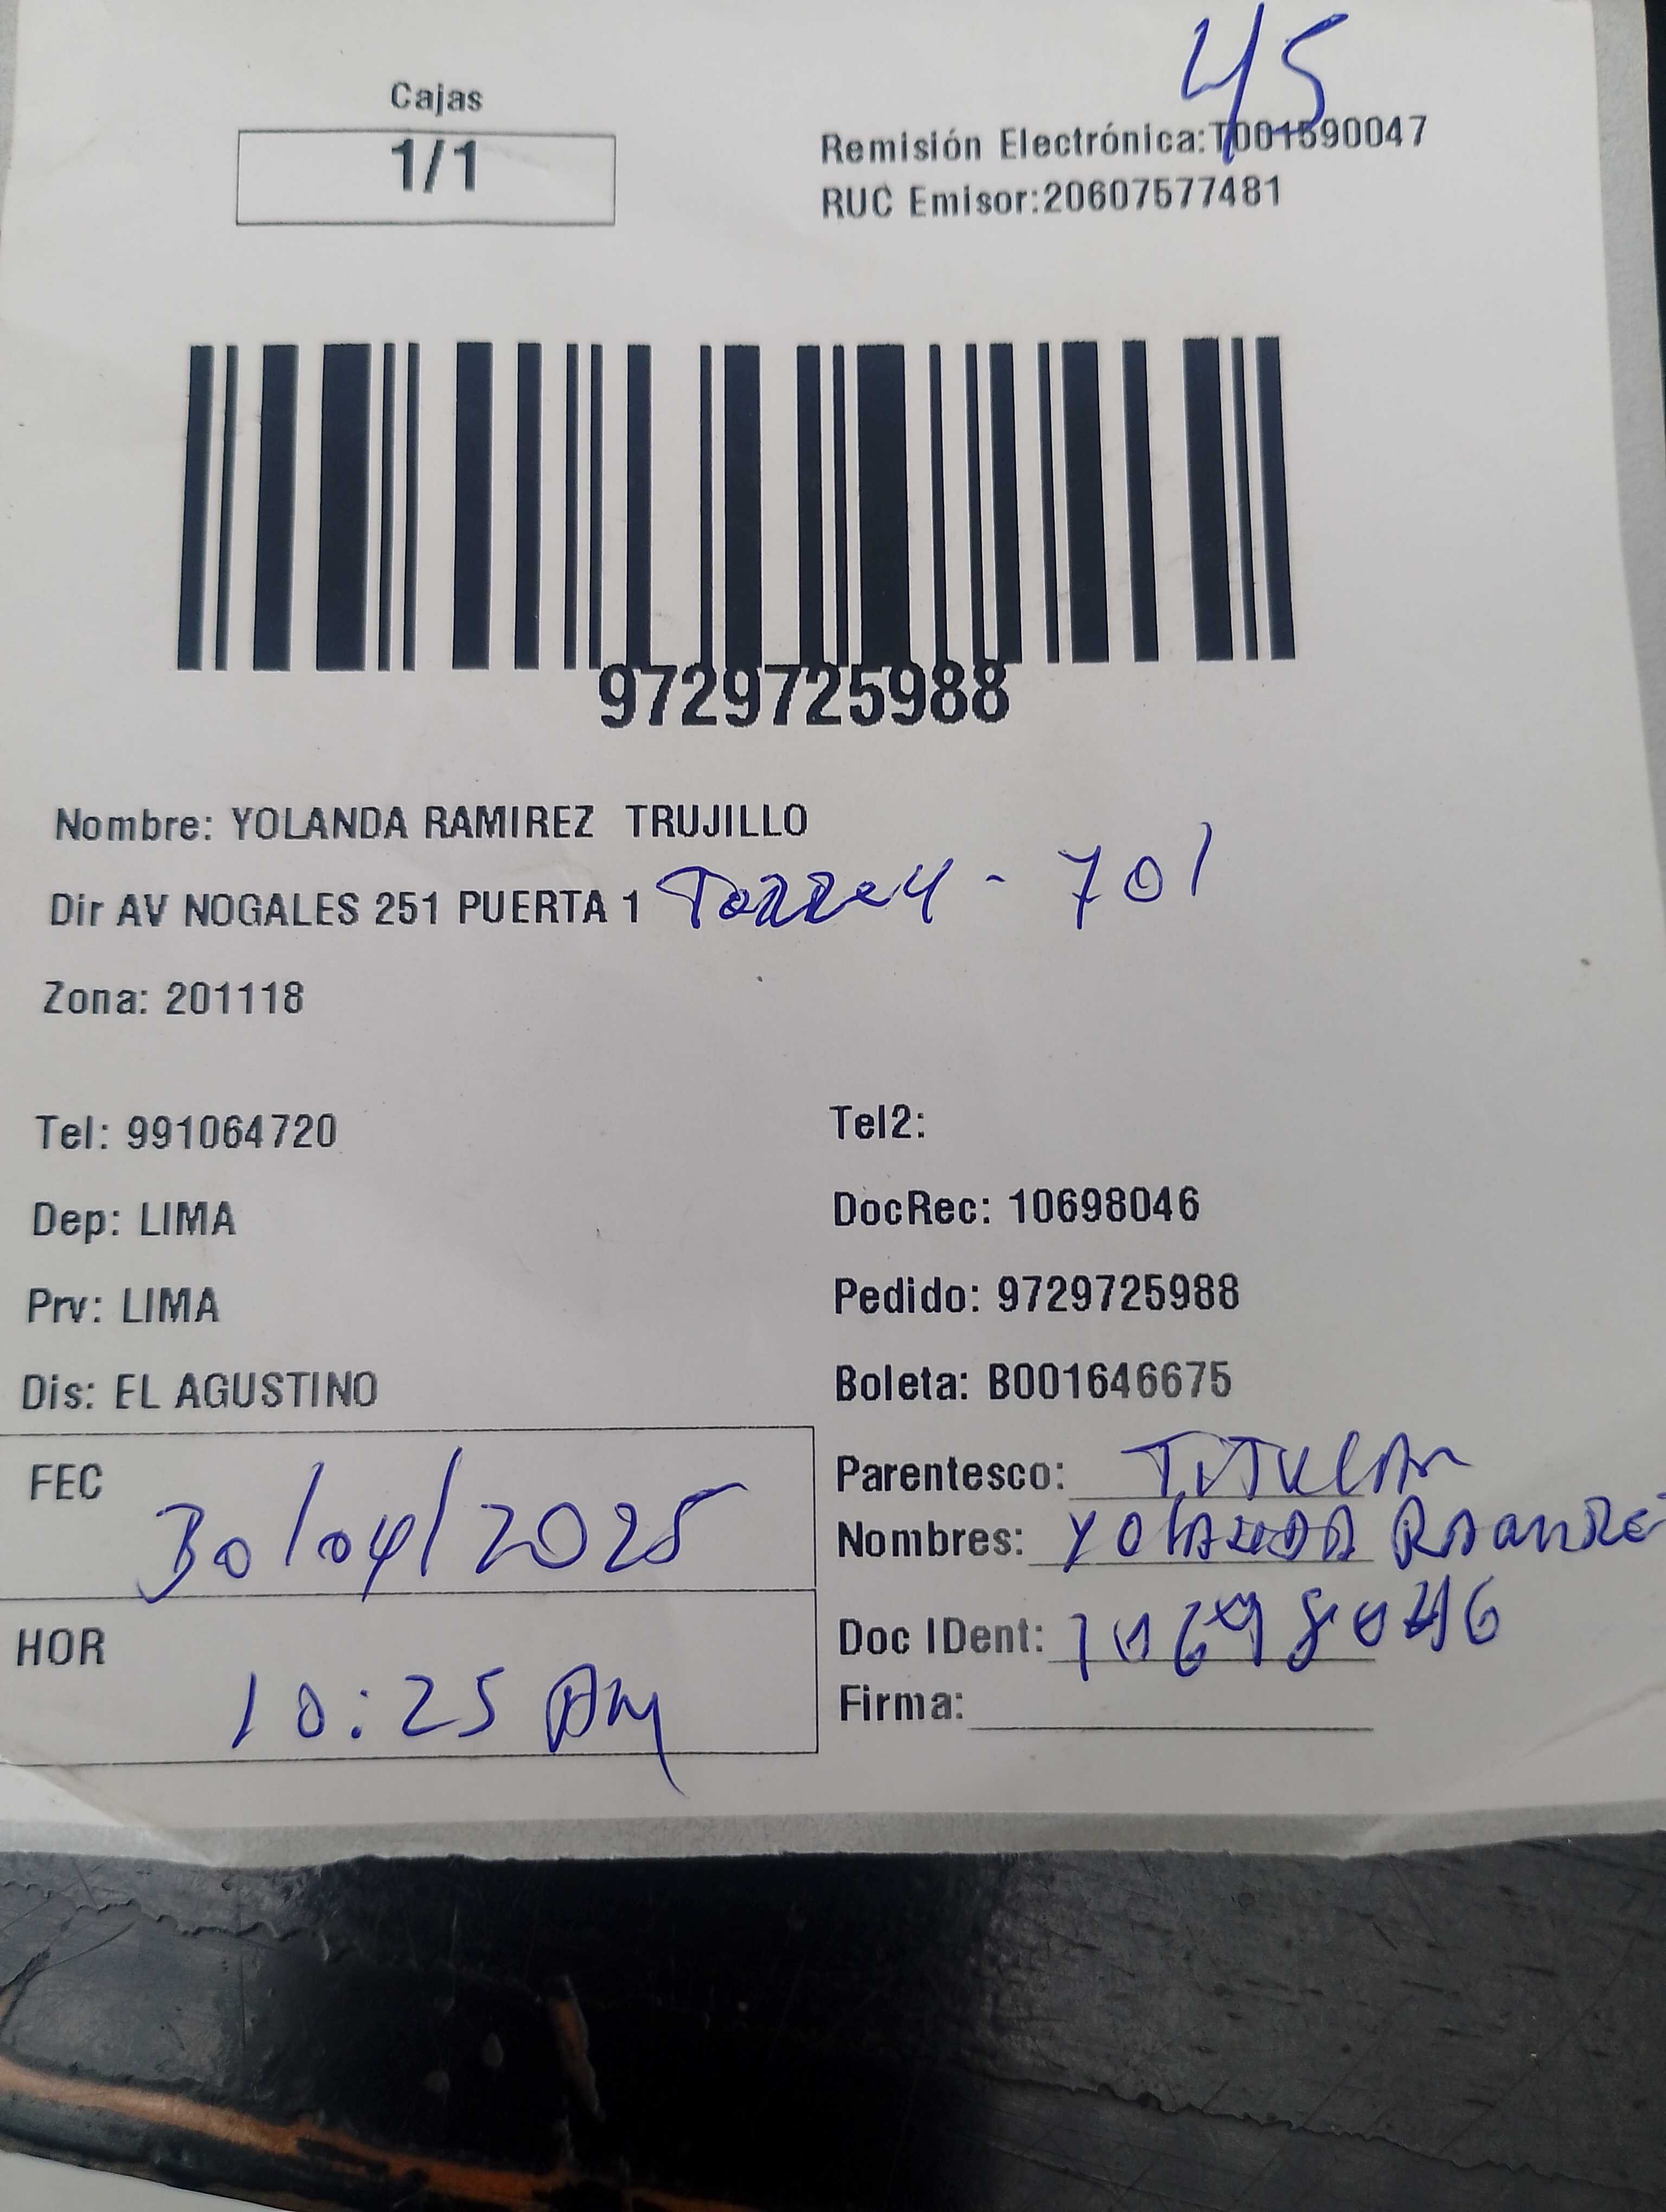 45
Cajas
1/1
Remisión Electrónica:T001590047
RUC Emisor:20607577481
9729725988
Nombre: YOLANDA RAMIREZ TRUJILLO
Dir AV NOGALES 251 PUERTA 1 Torre 4 - 701
Zona: 201118
Tel: 991064720
Tel2:
Dep: LIMA
DocRec: 10698046
Prv: LIMA
Pedido: 9729725988
Dis: EL AGUSTINO
Boleta: B001646675
FEC 30/04/2025
Parentesco: TITULAR
Nombres: YOLANDA RAMIREZ
HOR 10:25 AM
Doc IDent: 10698046
Firma: